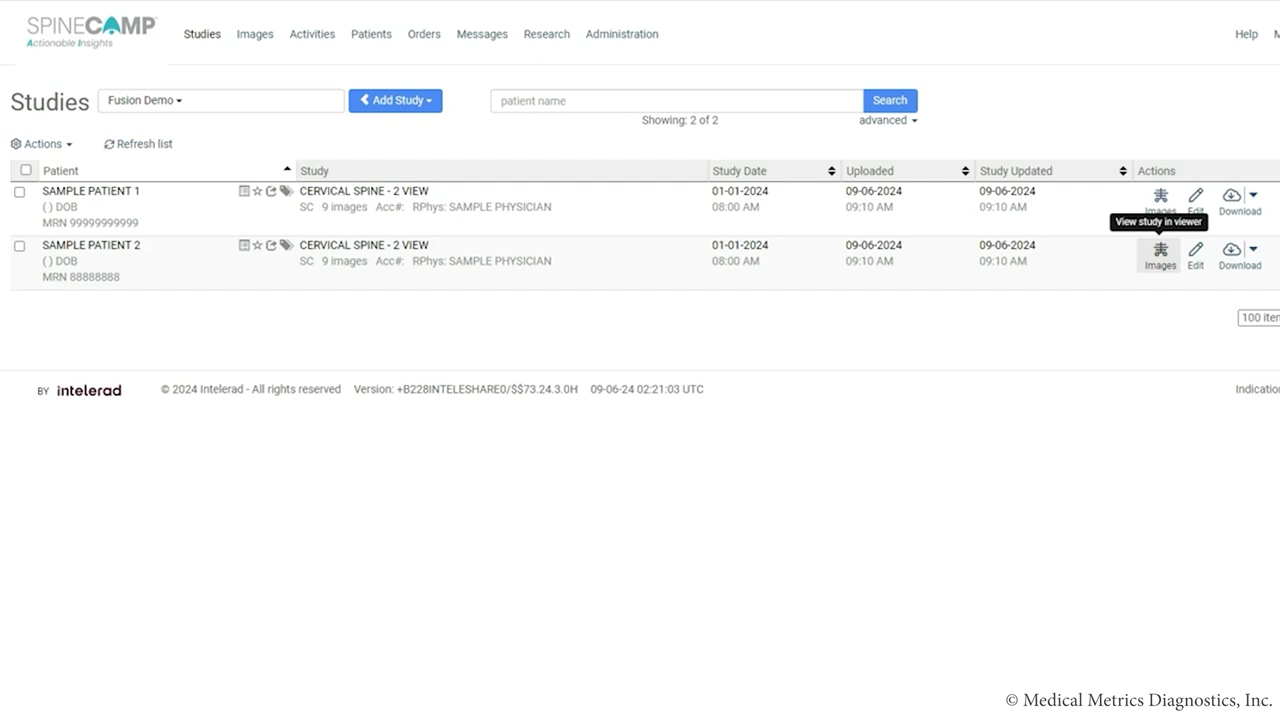 SPINECAMP
Actionable Insights
Studies Images Activities Patients Orders Messages Research Administration Help
Studies Fusion Demo Add Study patient name Search
Showing: 2 of 2 advanced
Actions Refresh list
Patient Study Study Date Uploaded Study Updated Actions
SAMPLE PATIENT 1 CERVICAL SPINE - 2 VIEW 01-01-2024 09-06-2024 09-06-2024
( ) DOB SC 9 images Acc#: RPhys: SAMPLE PHYSICIAN 08:00 AM 09:10 AM 09:10 AM Images Edit Download
MRN 99999999999
View study in viewer
SAMPLE PATIENT 2 CERVICAL SPINE - 2 VIEW 01-01-2024 09-06-2024 09-06-2024
( ) DOB SC 9 images Acc#: RPhys: SAMPLE PHYSICIAN 08:00 AM 09:10 AM 09:10 AM Images Edit Download
MRN 88888888
100
BY intelerad © 2024 Intelerad - All rights reserved Version: +B228INTELESHARE0/$$73.24.3.0H 09-06-24 02:21:03 UTC
© Medical Metrics Diagnostics, Inc.